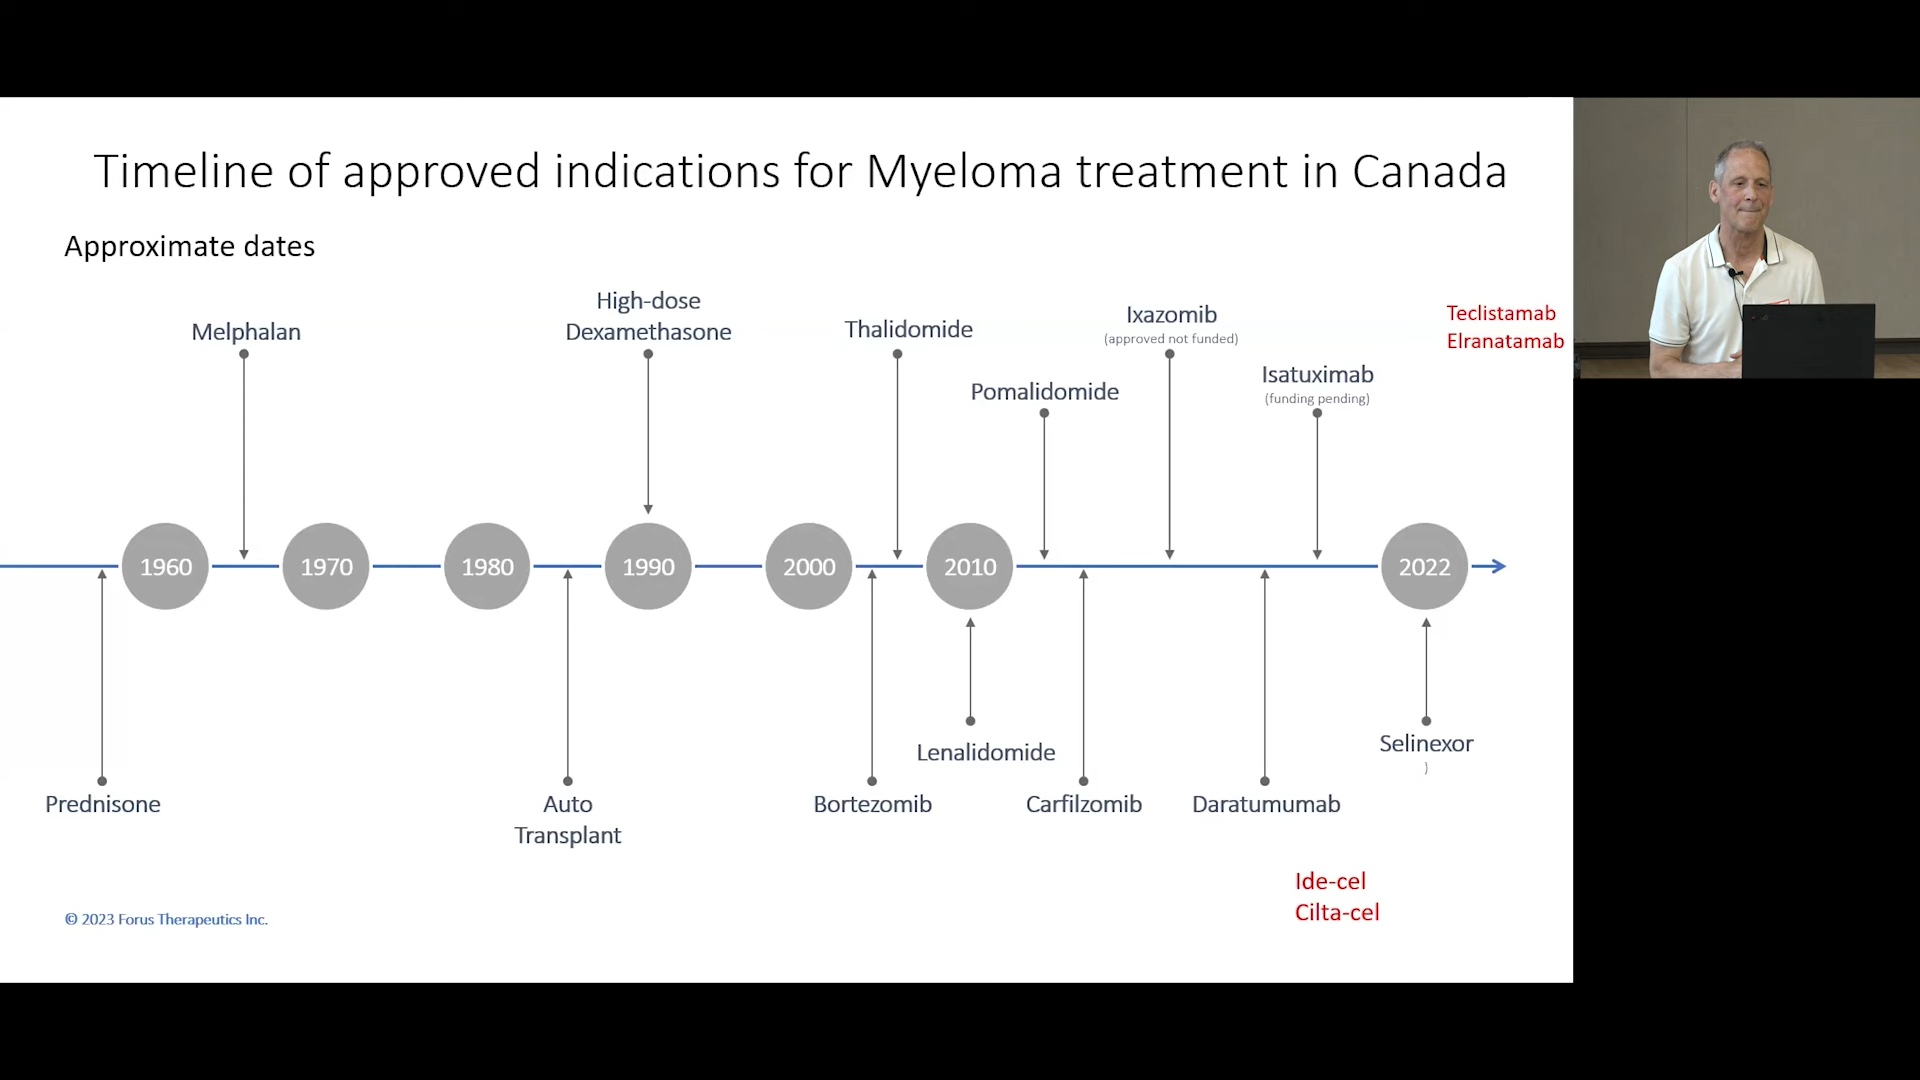 Timeline of approved indications for Myeloma treatment in Canada
Approximate dates
High-dose
Dexamethasone
Melphalan
Thalidomide
Ixazomib
(approved not funded)
Teclistamab
Elranatamab
Pomalidomide
Isatuximab
(funding pending)
1960
1970
1980
1990
2000
2010
2022
Lenalidomide
Selinexor
)
Prednisone
Auto
Transplant
Bortezomib
Carfilzomib
Daratumumab
Ide-cel
Cilta-cel
© 2023 Forus Therapeutics Inc.